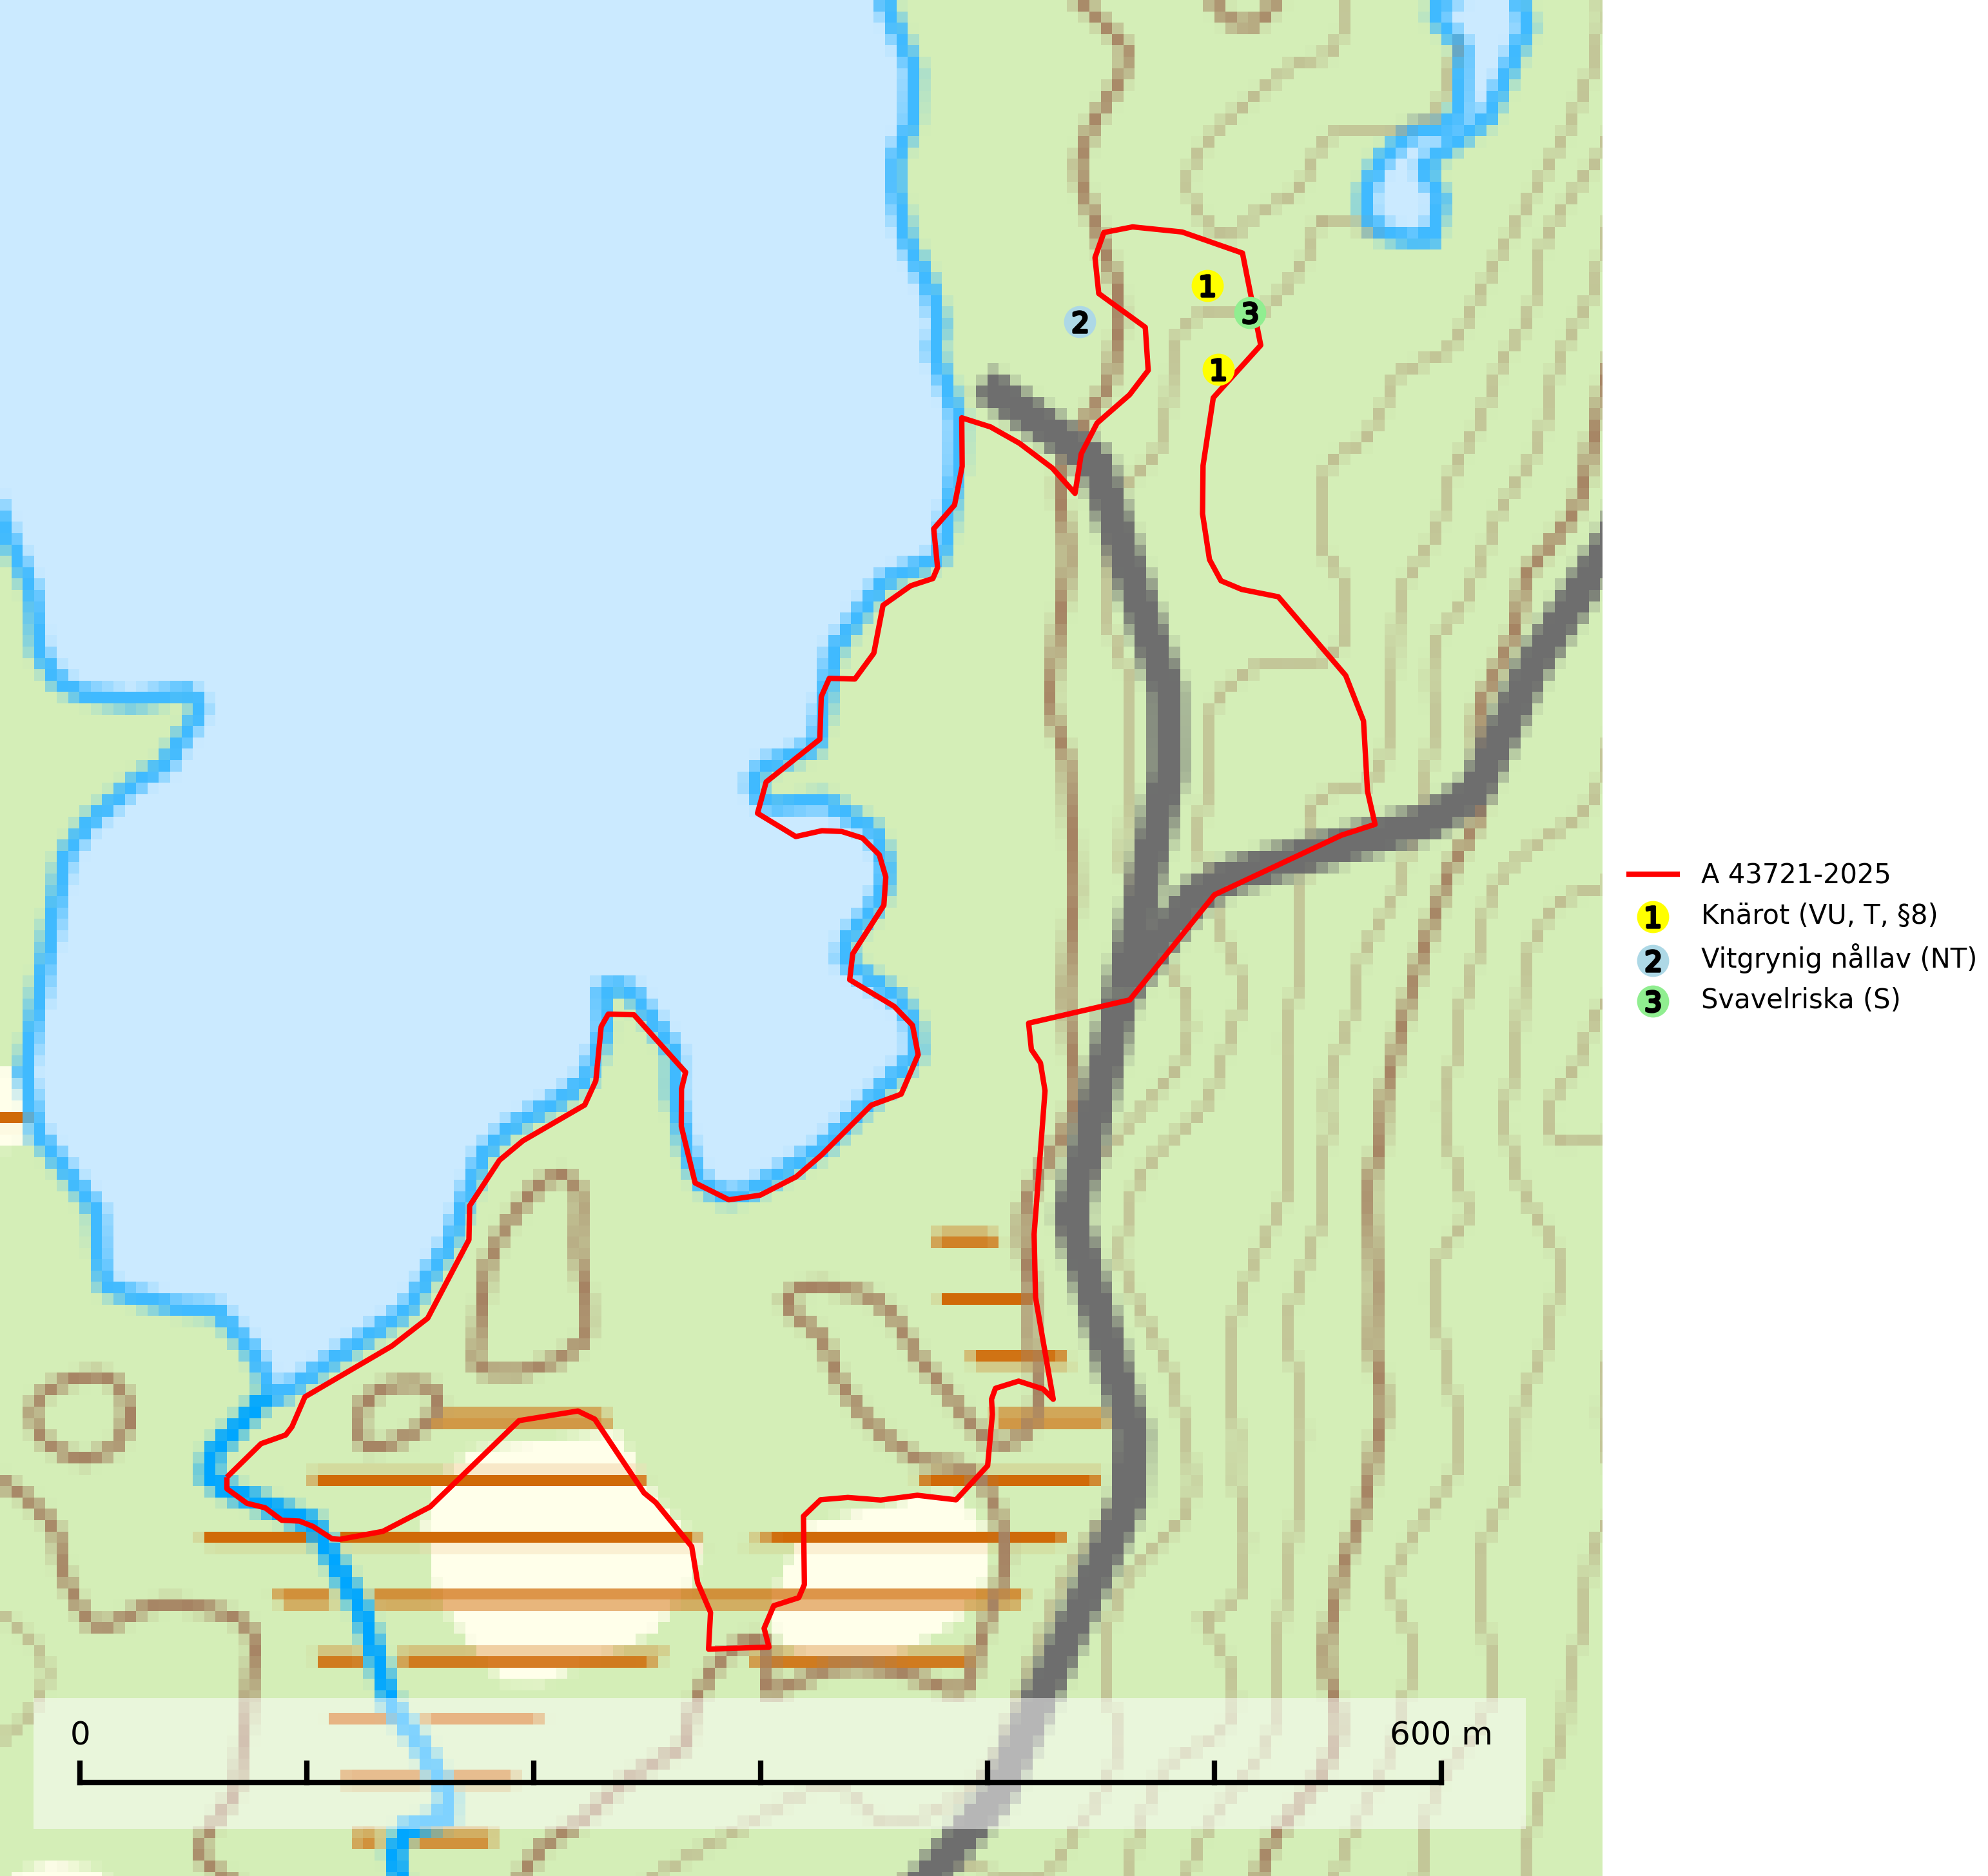 1
2
3
1
A 43721-2025
1 Knärot (VU, T, §8)
2 Vitgrynig nållav (NT)
3 Svavelriska (S)
0 600 m